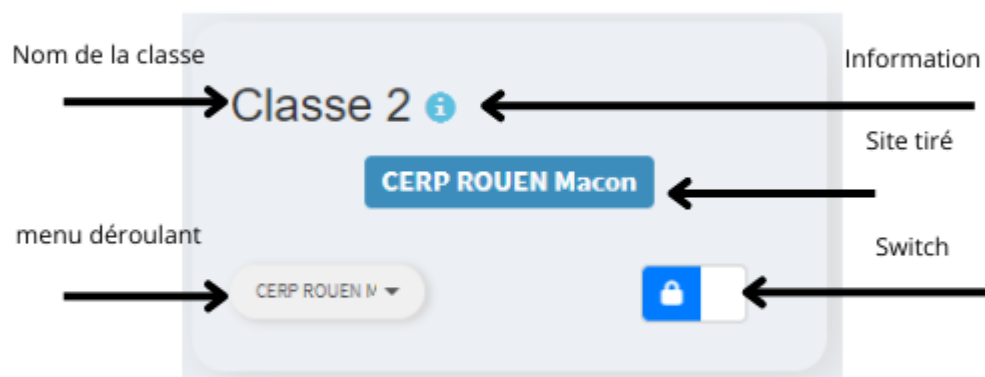 Nom de la classe
Information
Classe 2
Site tiré
CERP ROUEN Macon
menu déroulant
Switch
CERP ROUEN M